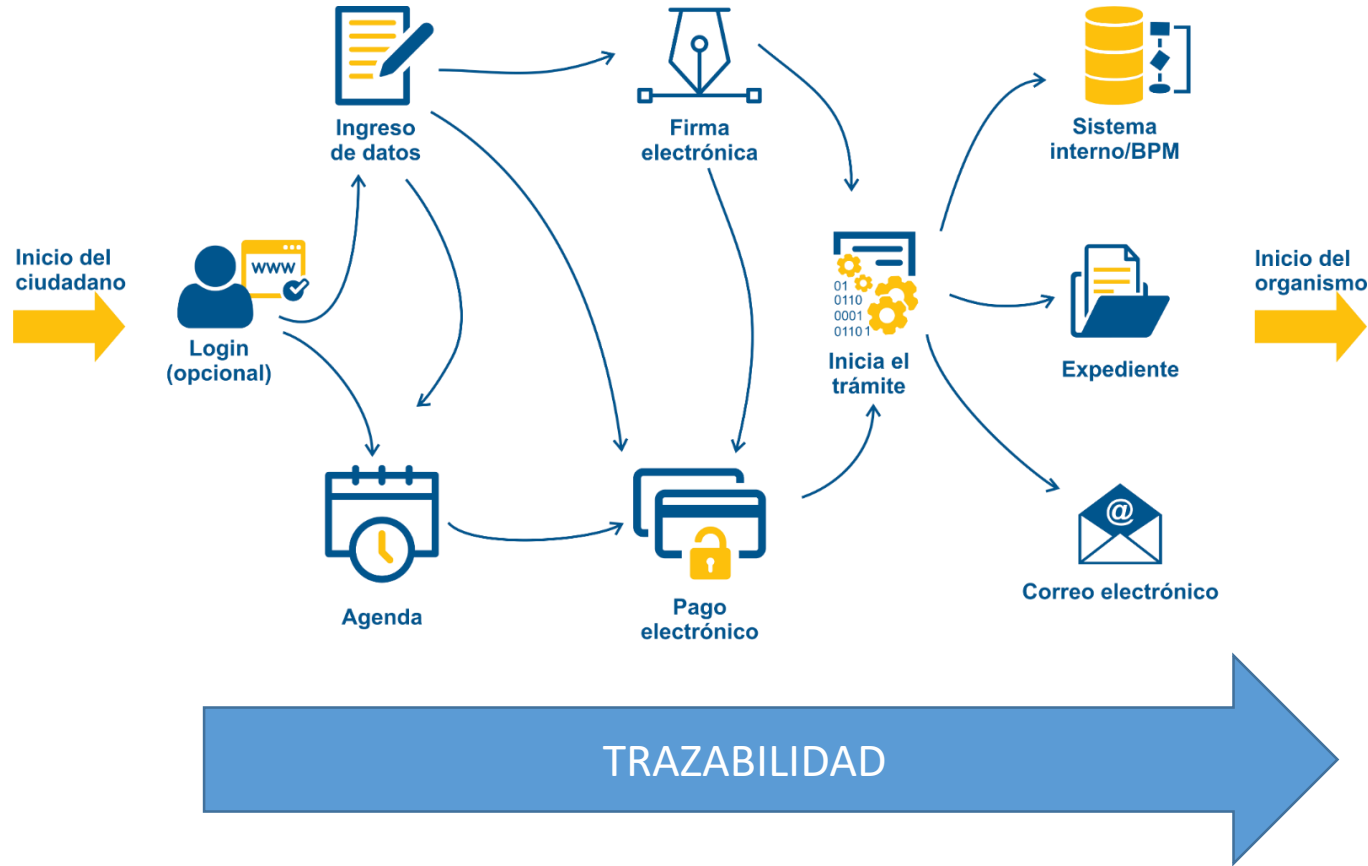 Ingreso
de datos
Firma
electrónica
Sistema
interno/BPM
Inicio del
ciudadano
www
Login
(opcional)
01
0110
0001
01101
Inicia el
trámite
Expediente
Inicio del
organismo
Agenda
Pago
electrónico
@
Correo electrónico
TRAZABILIDAD